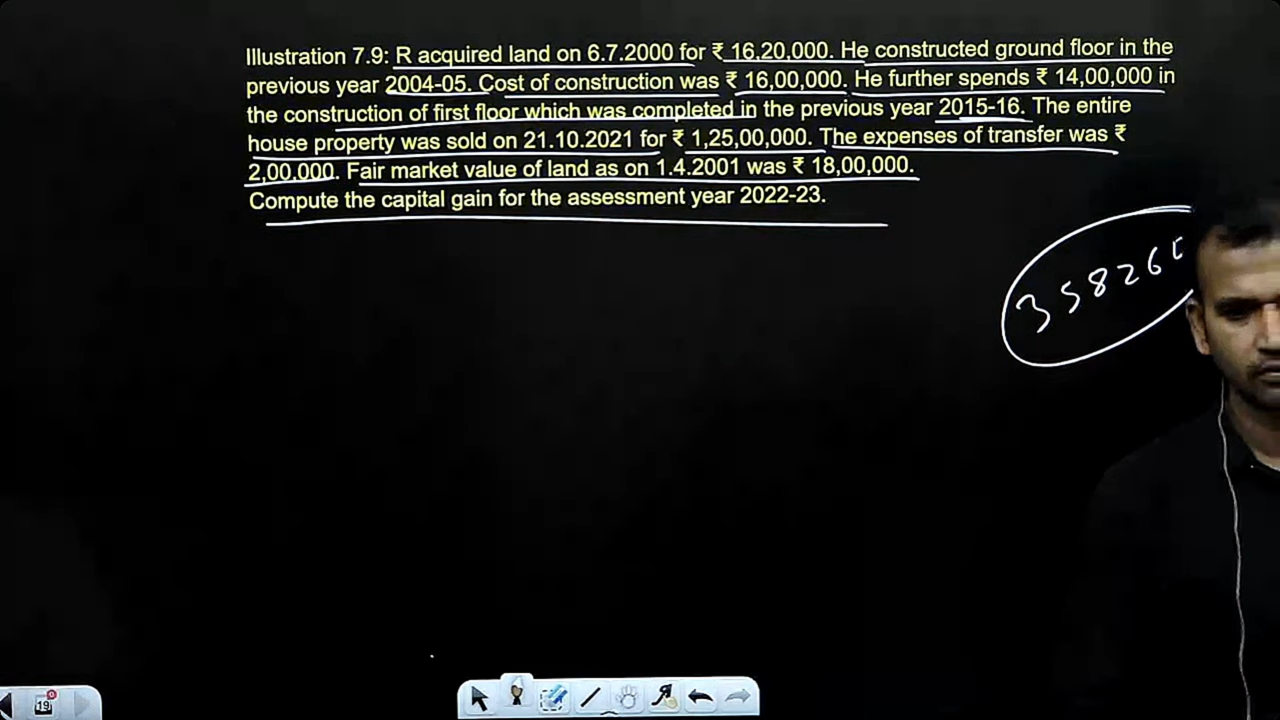 Illustration 7.9: R acquired land on 6.7.2000 for ₹ 16,20,000. He constructed ground floor in the
previous year 2004-05. Cost of construction was ₹ 16,00,000. He further spends ₹ 14,00,000 in
the construction of first floor which was completed in the previous year 2015-16. The entire
house property was sold on 21.10.2021 for ₹ 1,25,00,000. The expenses of transfer was ₹
2,00,000. Fair market value of land as on 1.4.2001 was ₹ 18,00,000.
Compute the capital gain for the assessment year 2022-23.
0
19